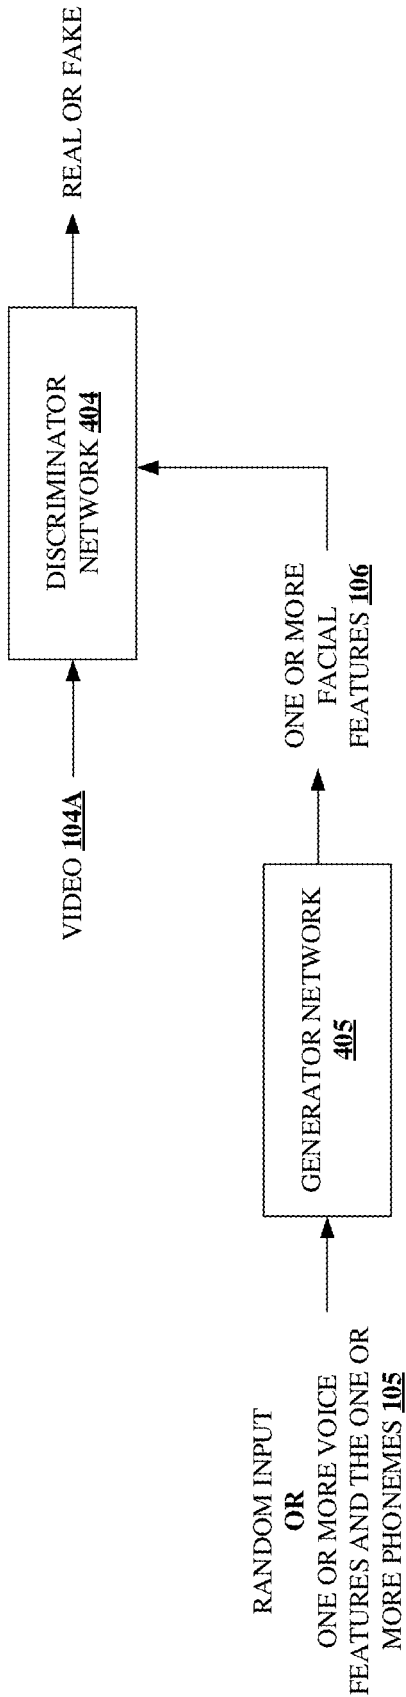 RANDOM INPUT
OR
ONE OR MORE VOICE
FEATURES AND THE ONE OR
MORE PHONEMES 105
GENERATOR NETWORK
405
ONE OR MORE
FACIAL
FEATURES 106
VIDEO 104A
DISCRIMINATOR
NETWORK 404
REAL OR FAKE